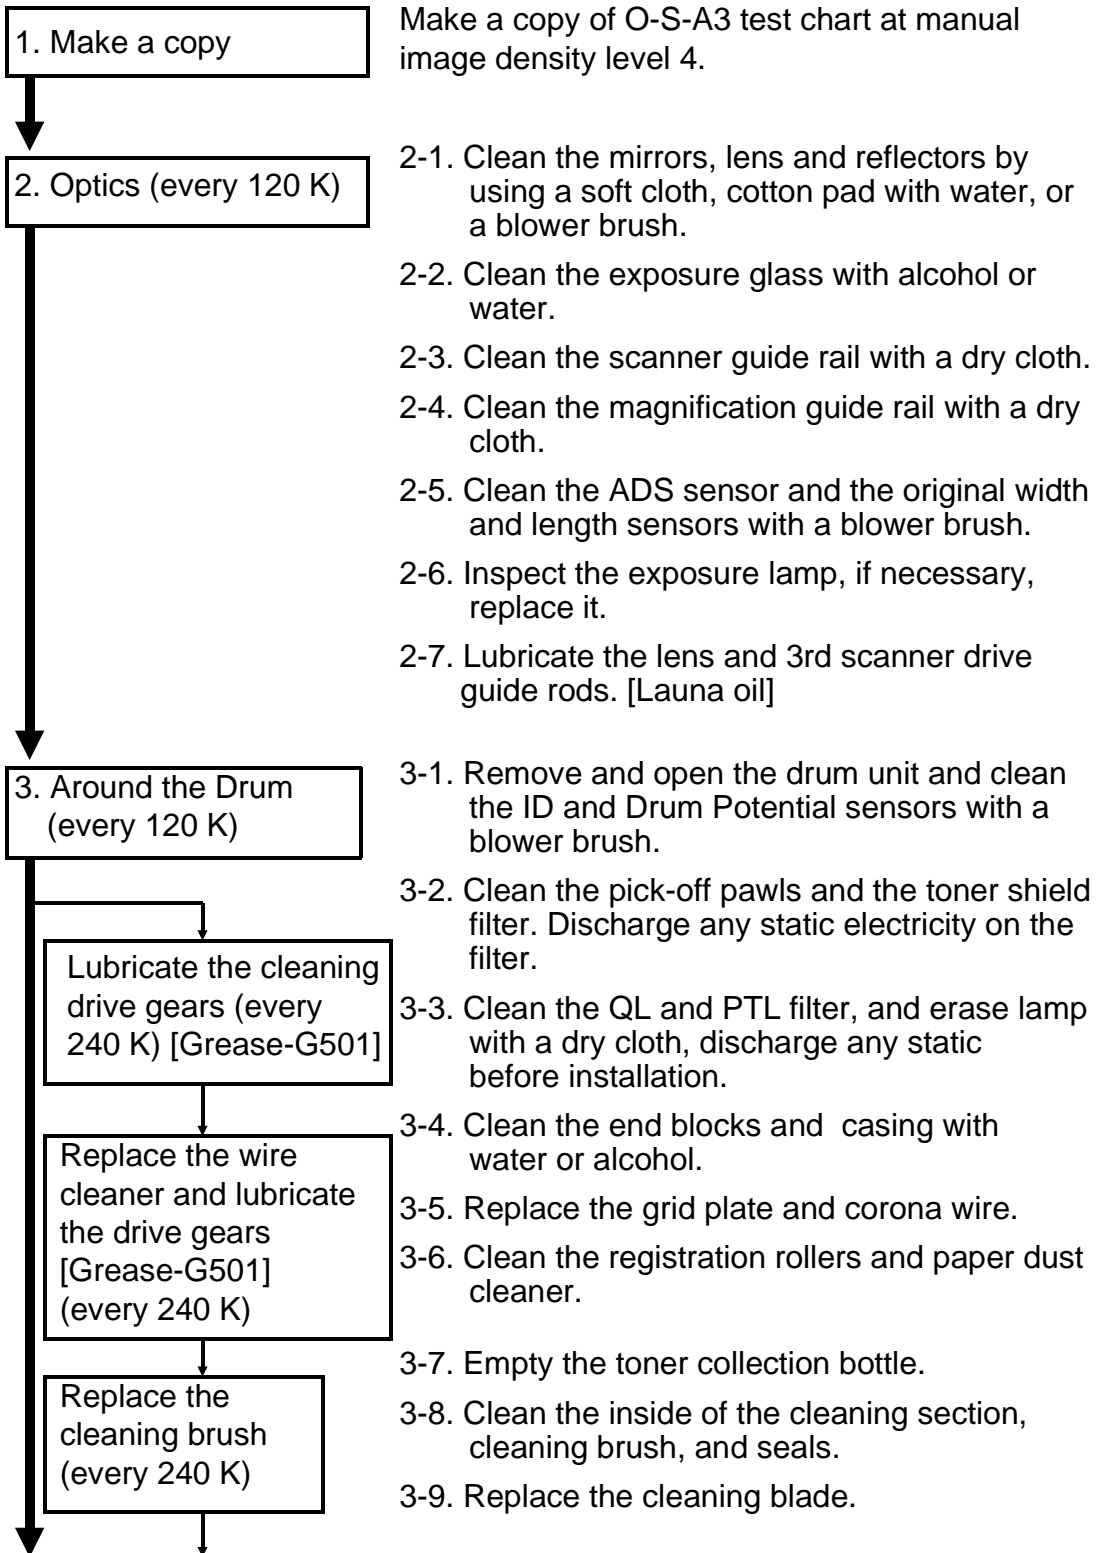 1. Make a copy
Make a copy of O-S-A3 test chart at manual
image density level 4.
2. Optics (every 120 K)
2-1. Clean the mirrors, lens and reflectors by
using a soft cloth, cotton pad with water, or
a blower brush.
2-2. Clean the exposure glass with alcohol or
water.
2-3. Clean the scanner guide rail with a dry cloth.
2-4. Clean the magnification guide rail with a dry
cloth.
2-5. Clean the ADS sensor and the original width
and length sensors with a blower brush.
2-6. Inspect the exposure lamp, if necessary,
replace it.
2-7. Lubricate the lens and 3rd scanner drive
guide rods. [Launa oil]
3. Around the Drum
(every 120 K)
3-1. Remove and open the drum unit and clean
the ID and Drum Potential sensors with a
blower brush.
3-2. Clean the pick-off pawls and the toner shield
filter. Discharge any static electricity on the
filter.
3-3. Clean the QL and PTL filter, and erase lamp
with a dry cloth, discharge any static
before installation.
3-4. Clean the end blocks and  casing with
water or alcohol.
3-5. Replace the grid plate and corona wire.
3-6. Clean the registration rollers and paper dust
cleaner.
3-7. Empty the toner collection bottle.
3-8. Clean the inside of the cleaning section,
cleaning brush, and seals.
3-9. Replace the cleaning blade.
Lubricate the cleaning
drive gears (every
240 K) [Grease-G501]
Replace the wire
cleaner and lubricate
the drive gears
[Grease-G501]
(every 240 K)
Replace the
cleaning brush
(every 240 K)